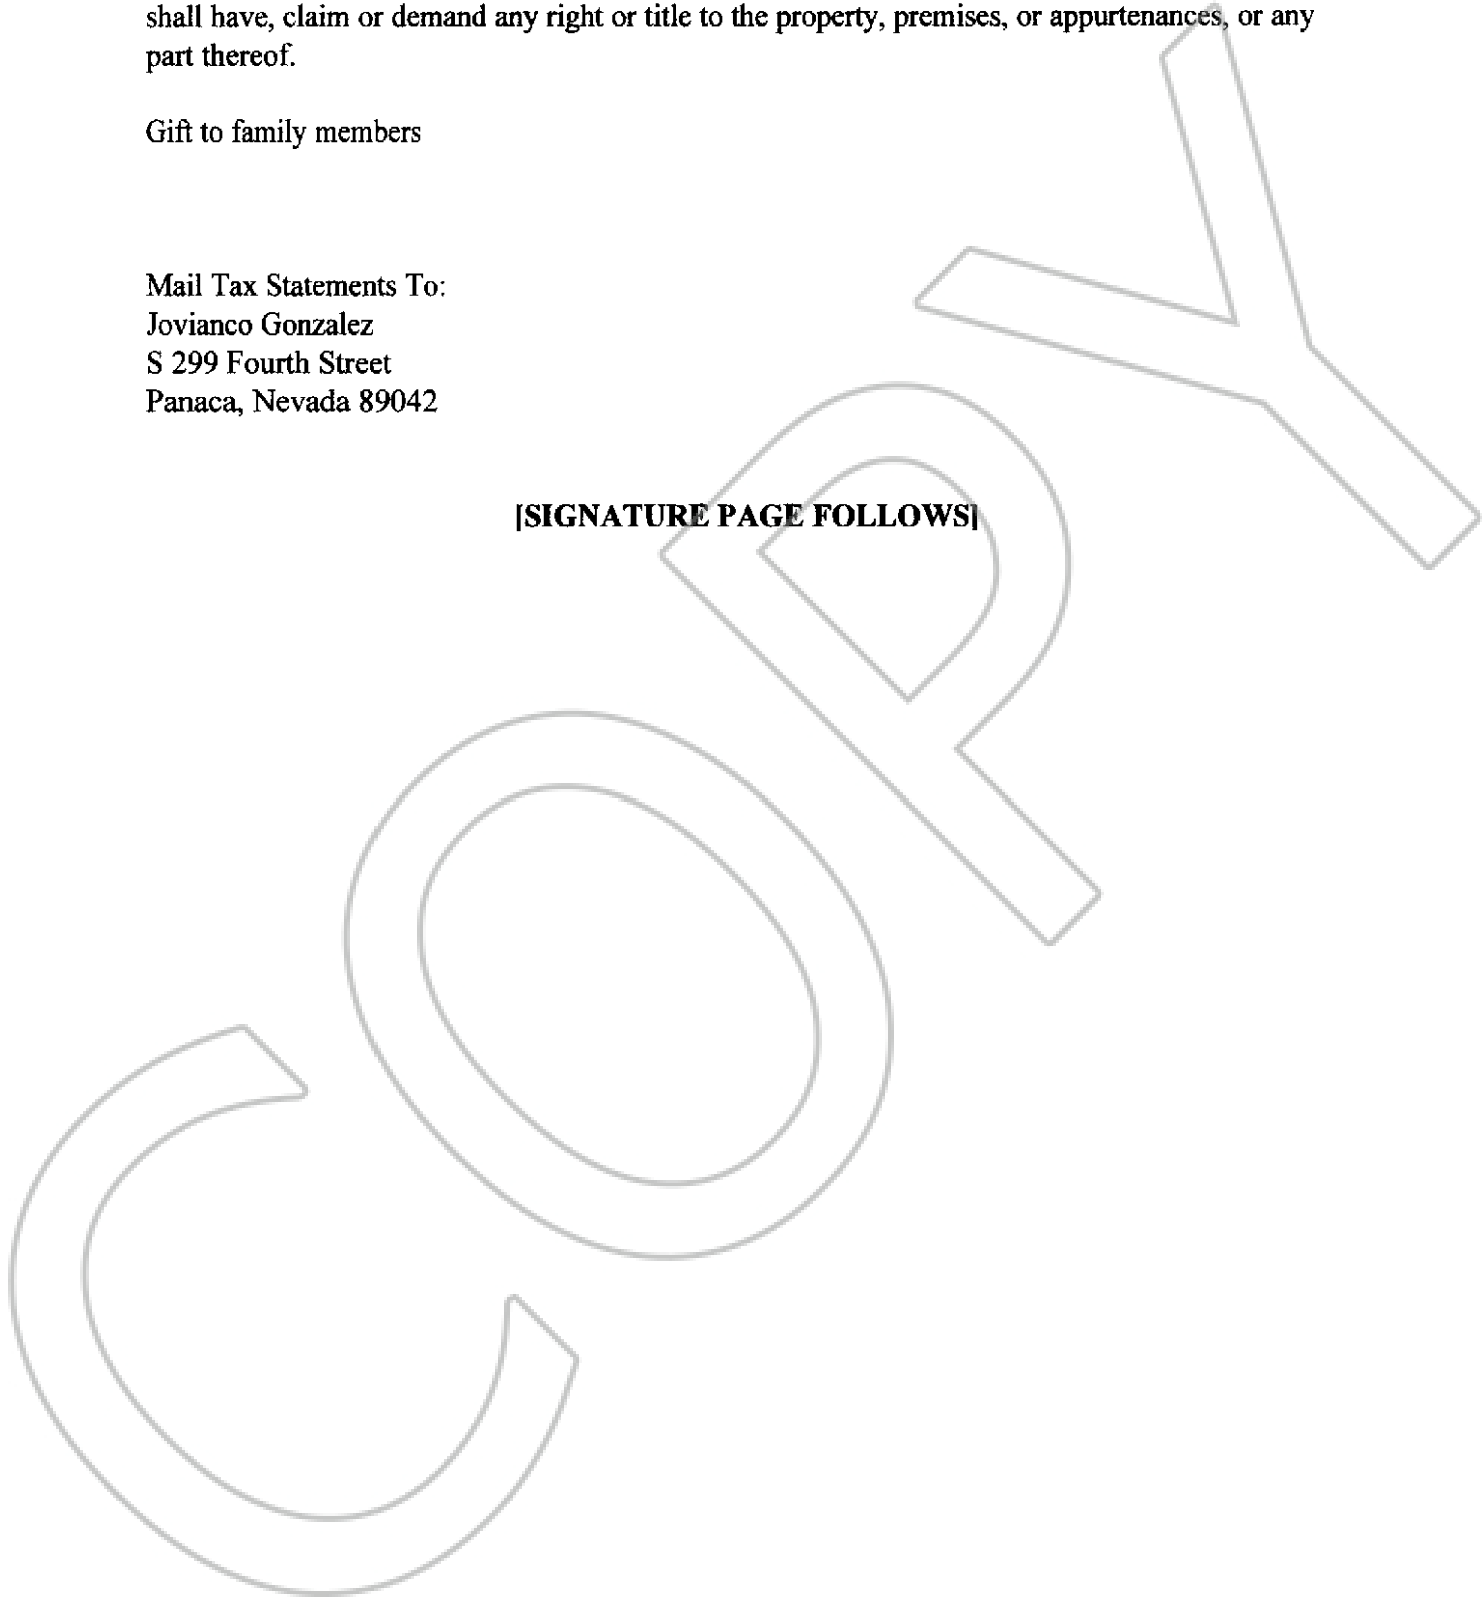 shall have, claim or demand any right or title to the property, premises, or appurtenances, or any
part thereof.
Gift to family members
Mail Tax Statements To:
Jovianco Gonzalez
S 299 Fourth Street
Panaca, Nevada 89042
[SIGNATURE PAGE FOLLOWS]
COPY